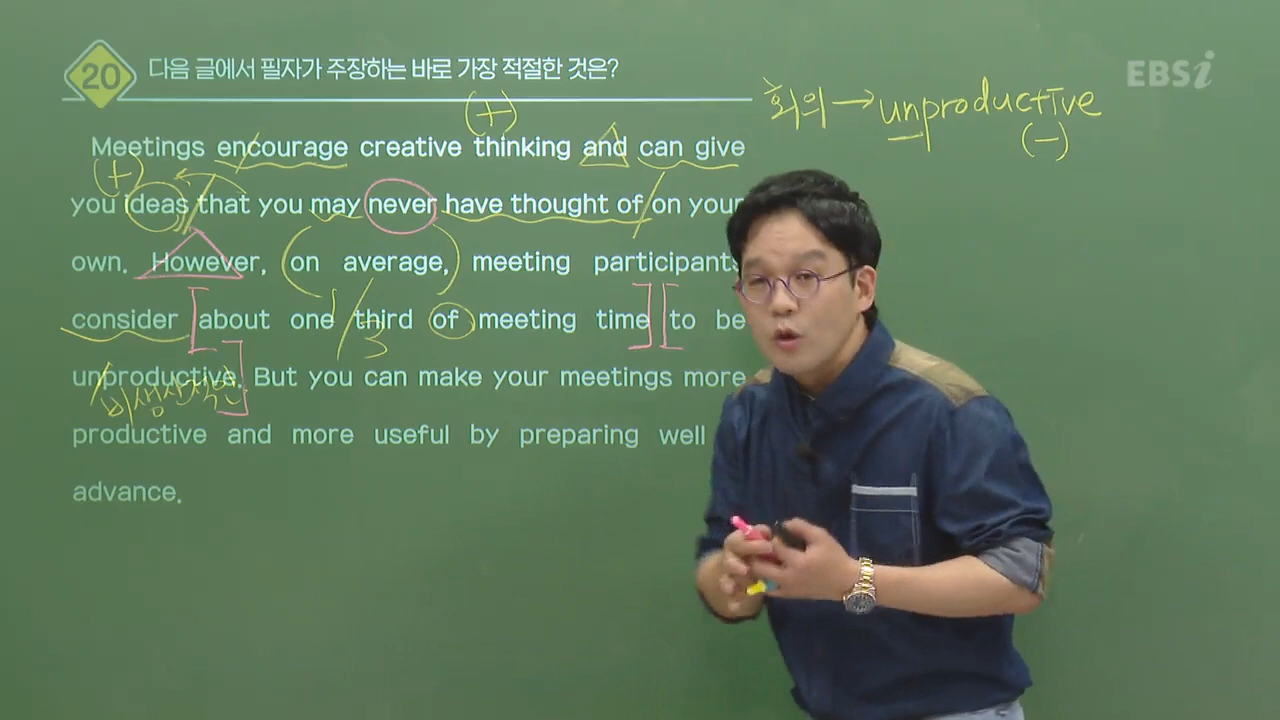 20 다음 글에서 필자가 주장하는 바로 가장 적절한 것은?
EBSi
회의 → unproductive
(-)
(+)
Meetings encourage creative thinking and can give
(+)
you ideas that you may never have thought of on your
own. However, on average, meeting participants
consider about one third of meeting time to be
1/3
unproductive. But you can make your meetings more
비생산적인
productive and more useful by preparing well
advance.